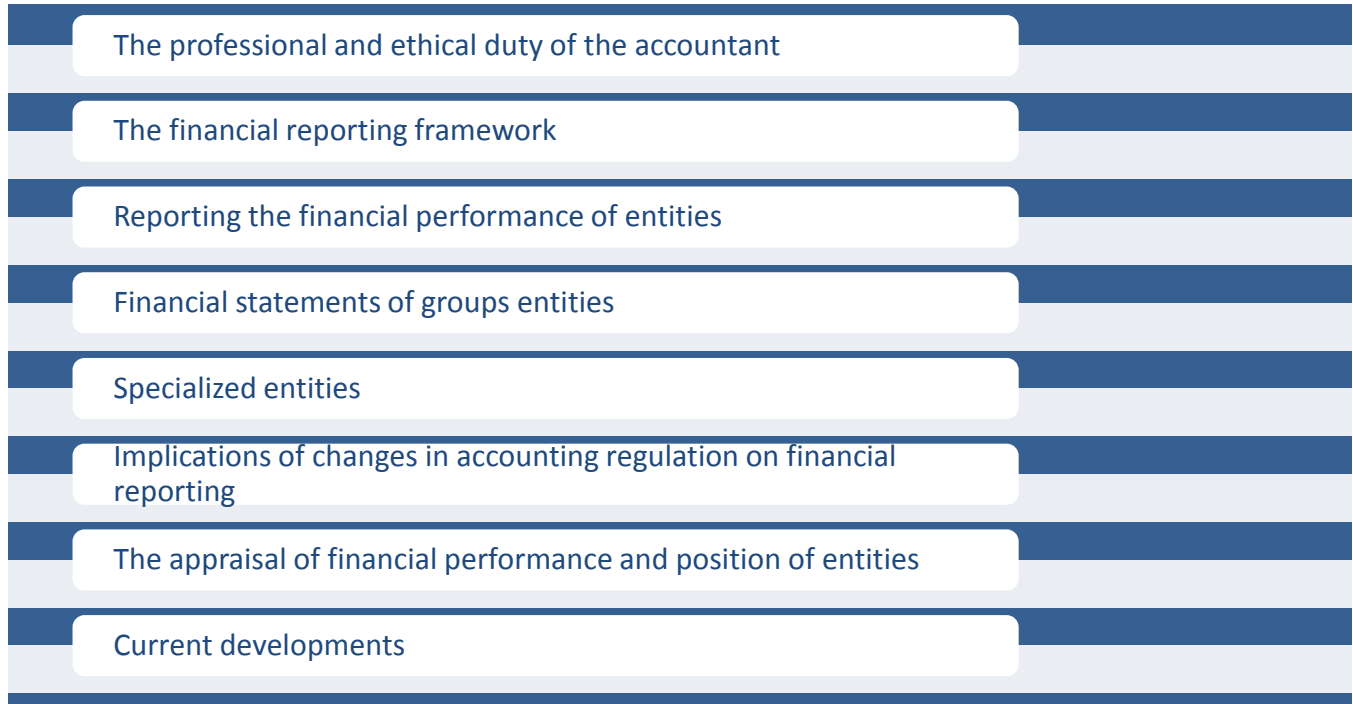 The professional and ethical duty of the accountant
The financial reporting framework
Reporting the financial performance of entities
Financial statements of groups entities
Specialized entities
Implications of changes in accounting regulation on financial
reporting
The appraisal of financial performance and position of entities
Current developments